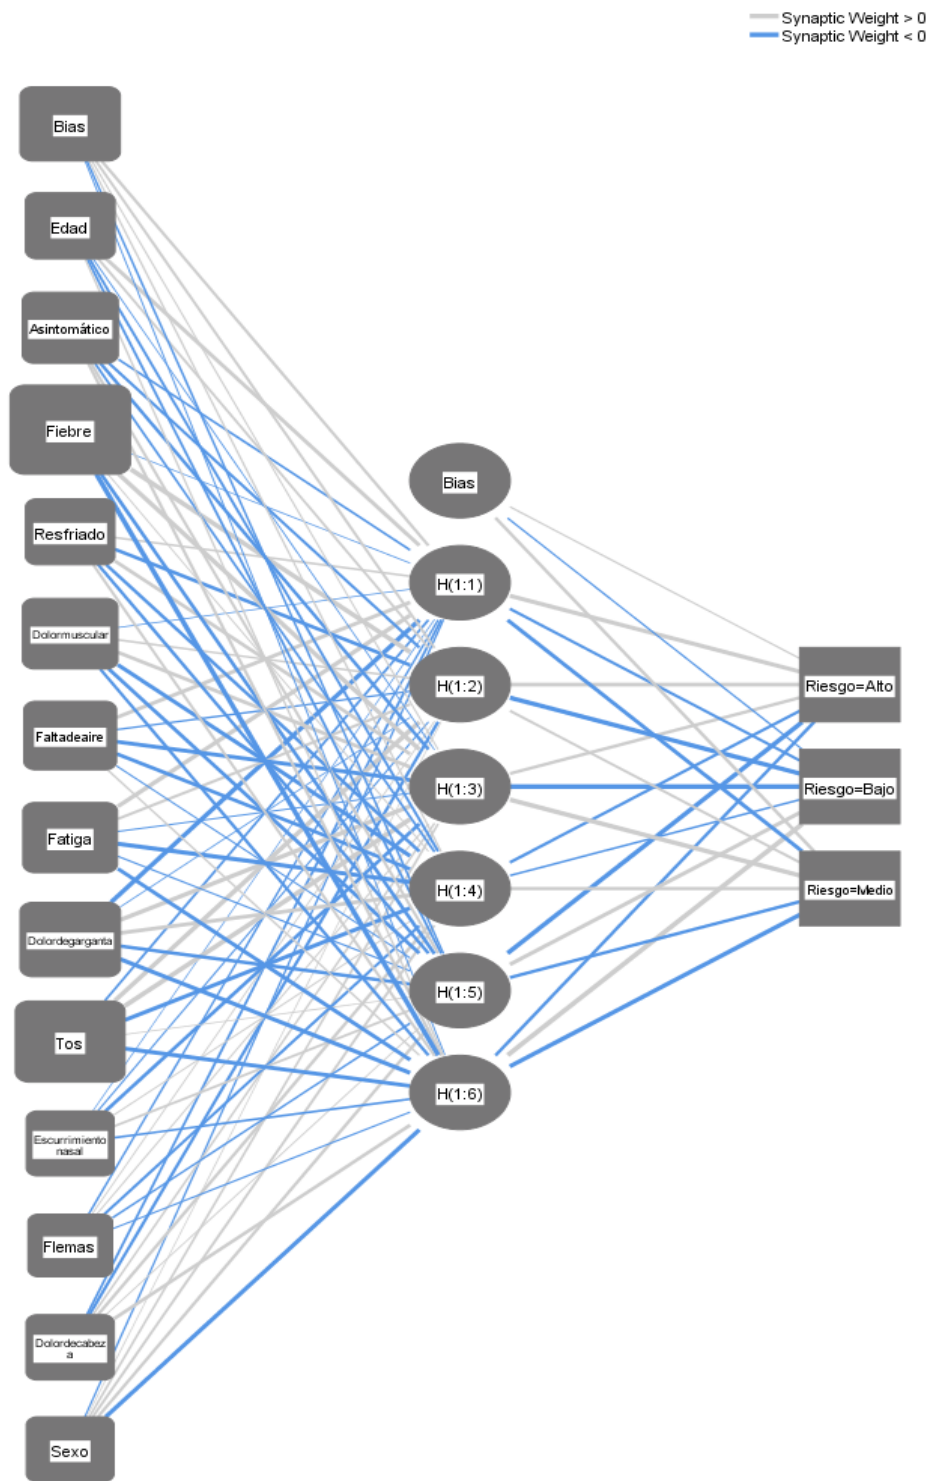 Synaptic Weight > 0
Synaptic Weight < 0
Bias
Edad
Asintomático
Fiebre
Resfriado
Dolormuscular
Faltadeaire
Fatiga
Dolordegarganta
Tos
Escurrimiento
nasal
Flemas
Dolordecabez
a
Sexo
Bias
H(1:1)
H(1:2)
H(1:3)
H(1:4)
H(1:5)
H(1:6)
Riesgo=Alto
Riesgo=Bajo
Riesgo=Medio